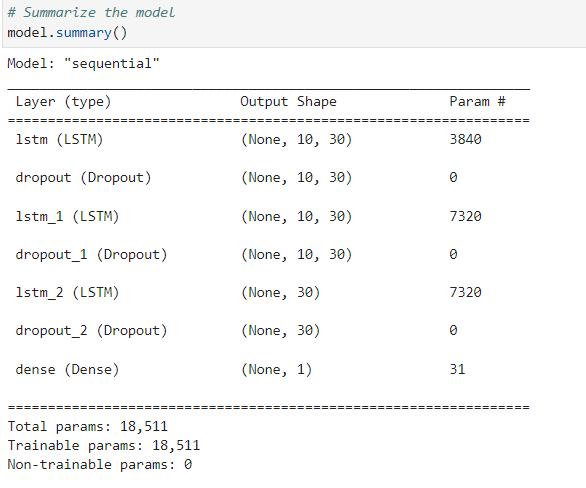 # Summarize the model
model.summary()
Model: "sequential"
Layer (type) Output Shape Param #
lstm (LSTM) (None, 10, 30) 3840
dropout (Dropout) (None, 10, 30) 0
lstm_1 (LSTM) (None, 10, 30) 7320
dropout_1 (Dropout) (None, 10, 30) 0
lstm_2 (LSTM) (None, 30) 7320
dropout_2 (Dropout) (None, 30) 0
dense (Dense) (None, 1) 31
Total params: 18,511
Trainable params: 18,511
Non-trainable params: 0